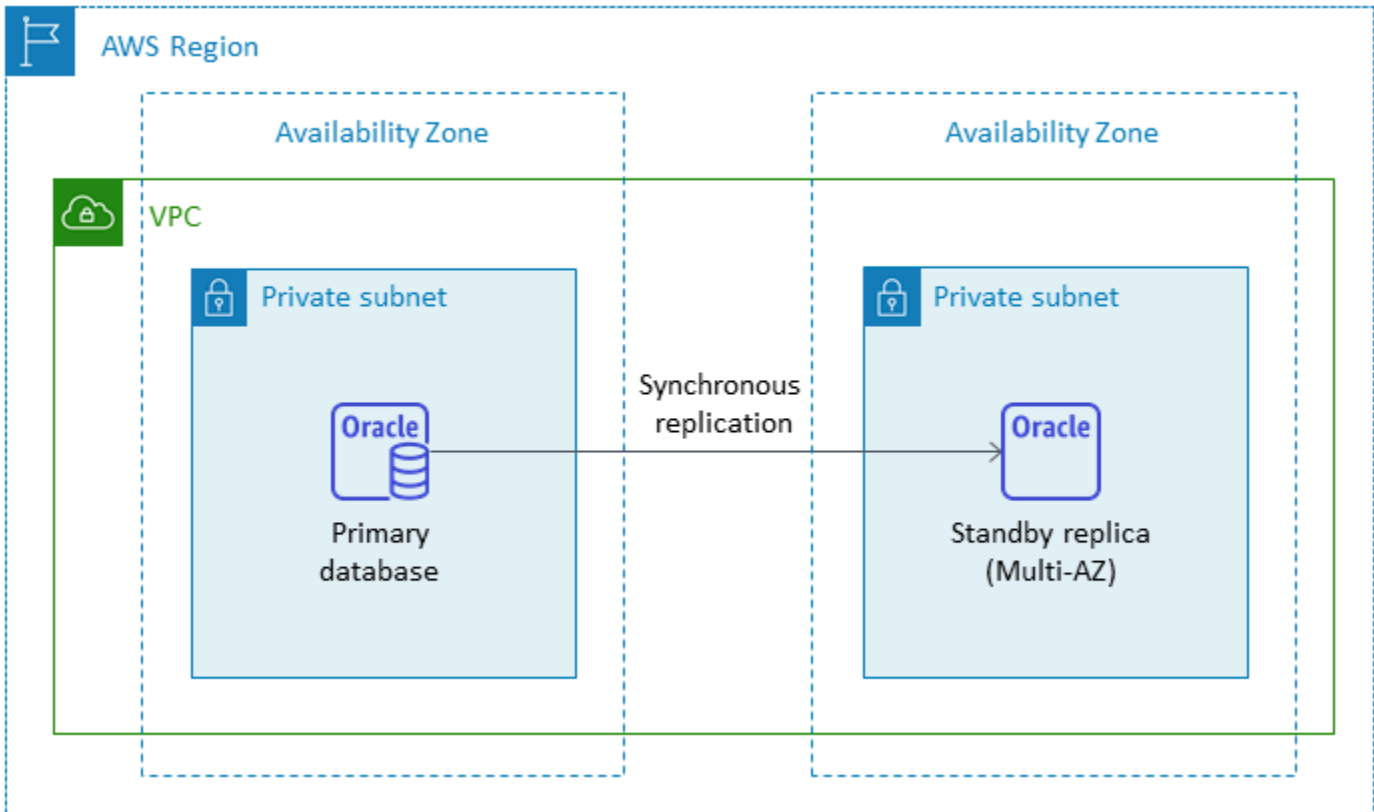 AWS Region
Availability Zone
Availability Zone
VPC
Private subnet
Private subnet
Synchronous
replication
Oracle
Oracle
Primary
database
Standby replica
(Multi-AZ)